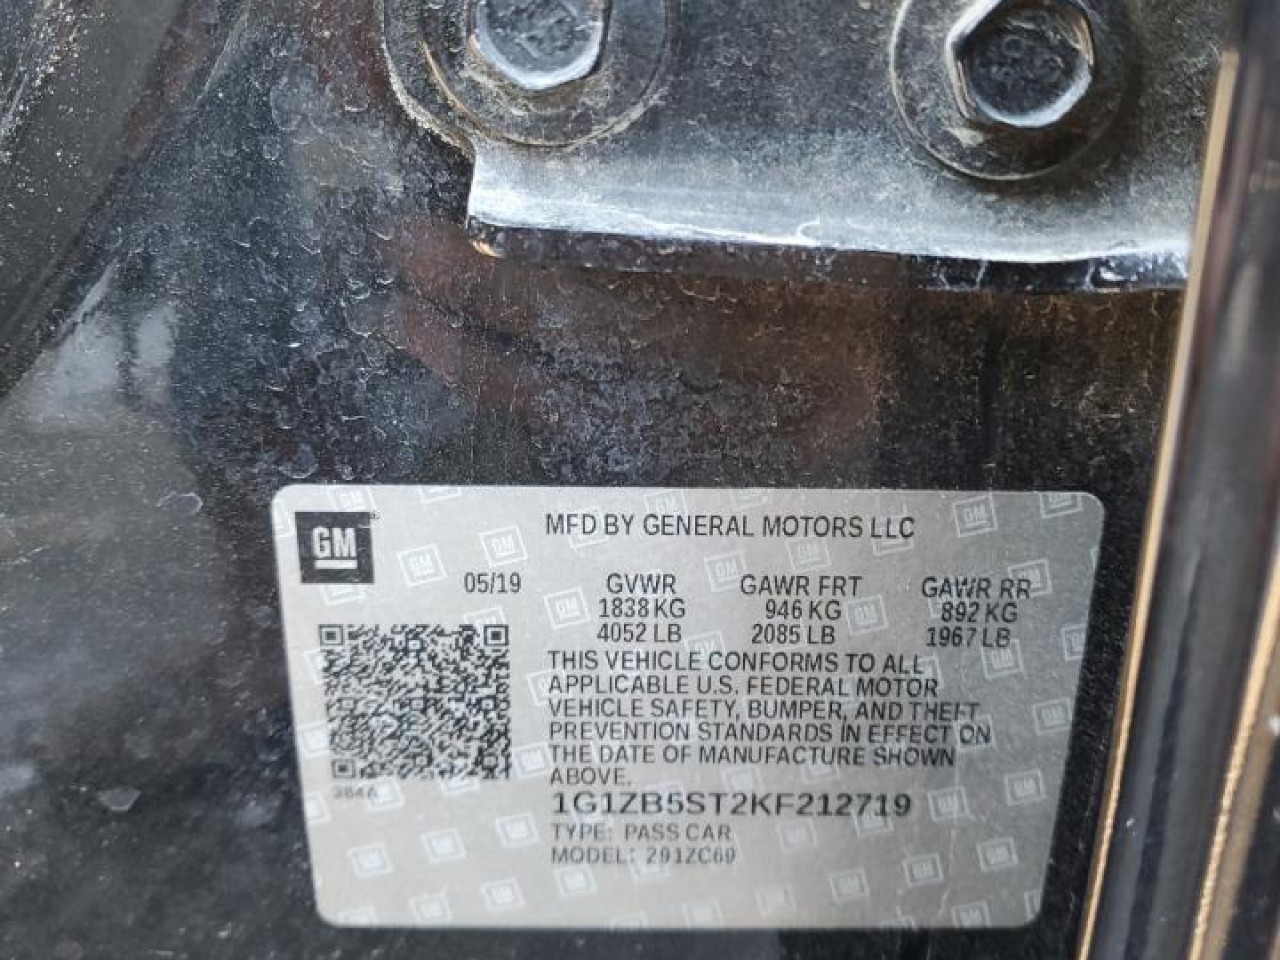 GM
MFD BY GENERAL MOTORS LLC
05/19 GVWR GAWR FRT GAWR RR
1838 KG 946 KG 892 KG
4052 LB 2085 LB 1967 LB
THIS VEHICLE CONFORMS TO ALL
APPLICABLE U.S. FEDERAL MOTOR
VEHICLE SAFETY, BUMPER, AND THEFT
PREVENTION STANDARDS IN EFFECT ON
THE DATE OF MANUFACTURE SHOWN
ABOVE.
384A
1G1ZB5ST2KF212719
TYPE: PASS CAR
MODEL: 291ZC69